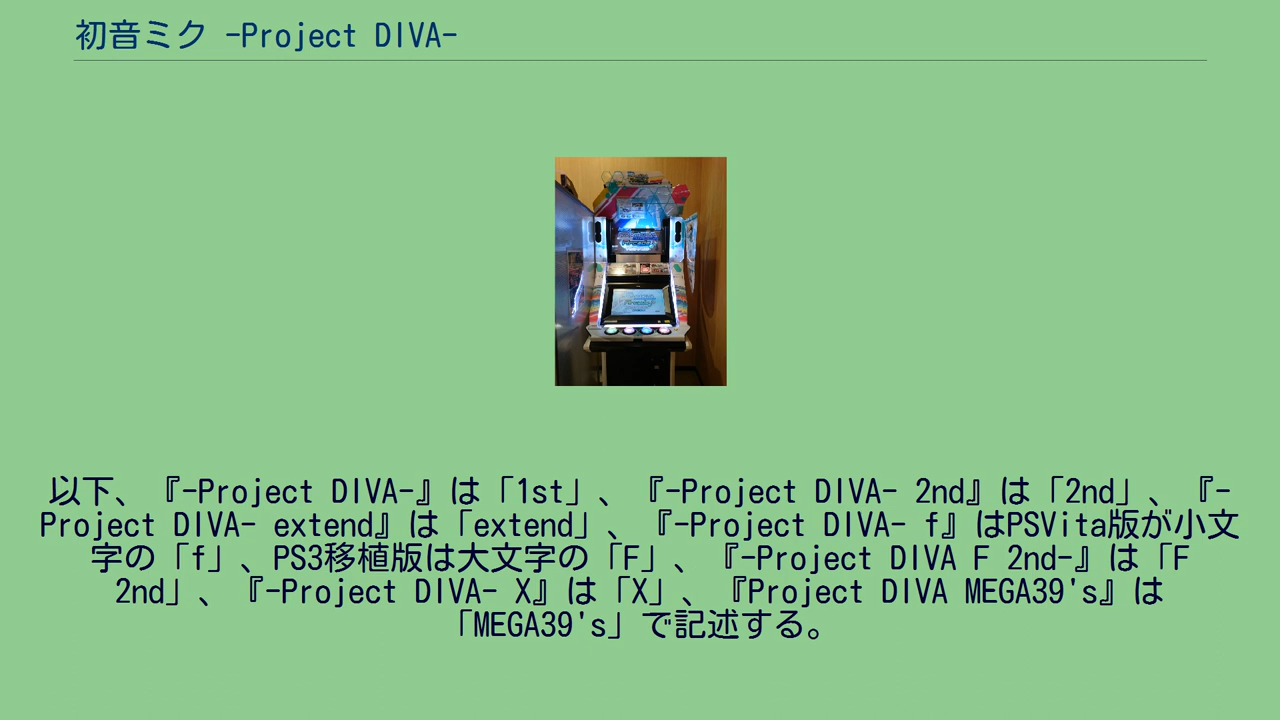 初音ミク -Project DIVA-
以下、『-Project DIVA-』は「1st」、『-Project DIVA- 2nd』は「2nd」、『-
Project DIVA- extend』は「extend」、『-Project DIVA- f』はPSVita版が小文
字の「f」、PS3移植版は大文字の「F」、『-Project DIVA F 2nd-』は「F
2nd」、『-Project DIVA- X』は「X」、『Project DIVA MEGA39's』は
「MEGA39's」で記述する。